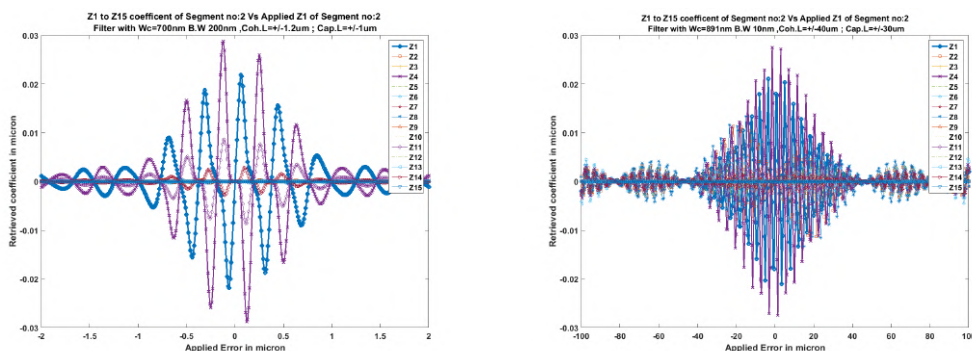 Z1 to Z15 coefficent of Segment no:2 Vs Applied Z1 of Segment no:2
Filter with Wc=700nm B.W 200nm ,Coh.L=+/-1.2um ; Cap.L=+/-1um
Retrieved coefficient in micron
0.03
0.02
0.01
0
-0.01
-0.02
-0.03
-2
-1.5
-1
-0.5
0
0.5
1
1.5
2
Applied Error in micron
Z1
Z2
Z3
Z4
Z5
Z6
Z7
Z8
Z9
Z10
Z11
Z12
Z13
Z14
Z15
Z1 to Z15 coefficent of Segment no:2 Vs Applied Z1 of Segment no:2
Filter with Wc=891nm B.W 10nm ,Coh.L=+/-40um ; Cap.L=+/-30um
Retrieved coefficient in micron
0.03
0.02
0.01
0
-0.01
-0.02
-0.03
-100
-80
-60
-40
-20
0
20
40
60
80
100
Applied Error in micron
Z1
Z2
Z3
Z4
Z5
Z6
Z7
Z8
Z9
Z10
Z11
Z12
Z13
Z14
Z15